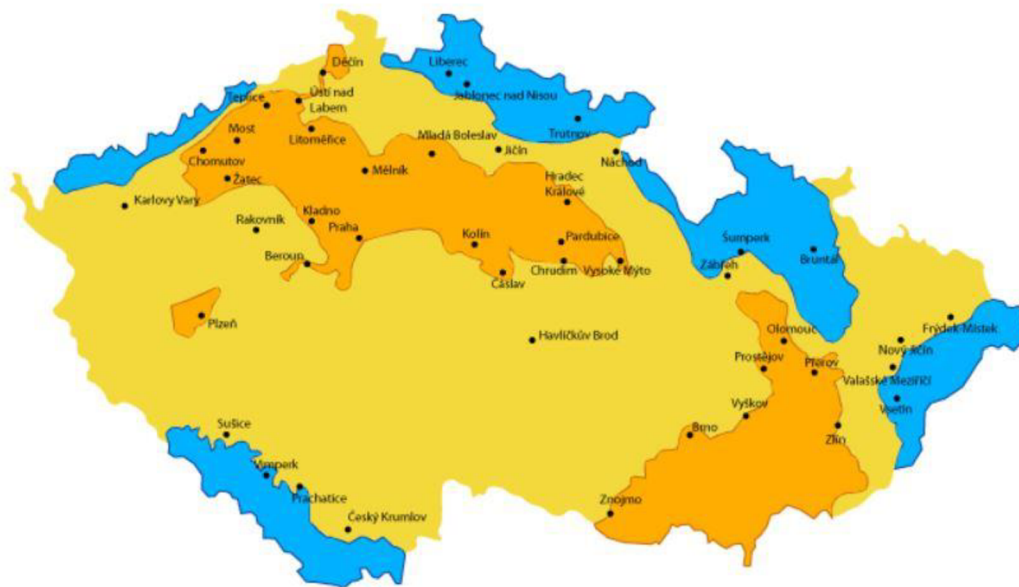 Děčín
Liberec
Jablonec nad Nisou
Ústí nad
Labem
Teplice
Trutnov
Most
Litoměřice
Mladá Boleslav
Jičín
Chomutov
Náchod
Mělník
Žatec
Hradec
Králové
Karlovy Vary
Kladno
Rakovník
Praha
Kolín
Pardubice
Šumperk
Bruntál
Beroun
Chrudim
Vysoké Mýto
Zábřeh
Čáslav
Plzeň
Frýdek-Místek
Havlíčkův Brod
Olomouc
Nový Jičín
Prostějov
Přerov
Valašské Meziříčí
Vsetín
Vyškov
Sušice
Brno
Zlín
Vimperk
Prachatice
Znojmo
Český Krumlov